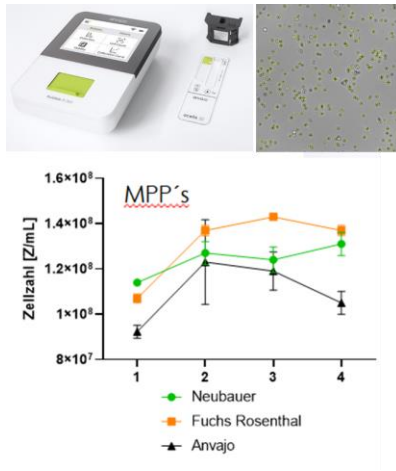 MPP´s
Zellzahl [Z/mL]
1.6×10⁸
1.4×10⁸
1.2×10⁸
1×10⁸
8×10⁷
1 2 3 4
Neubauer
Fuchs Rosenthal
Anvajo